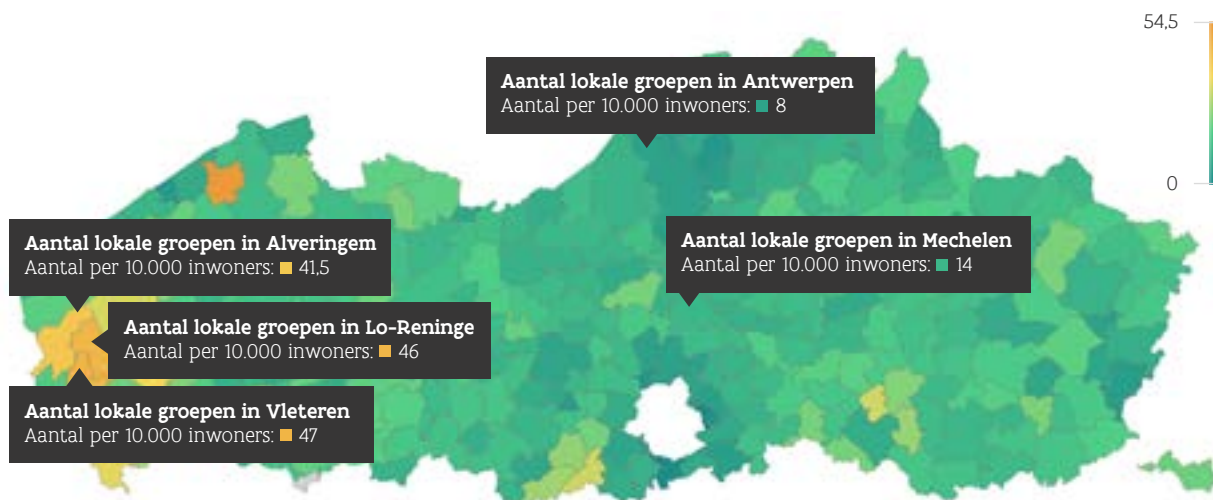 54,5
Aantal lokale groepen in Antwerpen
Aantal per 10.000 inwoners: 8
0
Aantal lokale groepen in Alveringem
Aantal per 10.000 inwoners: 41,5
Aantal lokale groepen in Mechelen
Aantal per 10.000 inwoners: 14
Aantal lokale groepen in Lo-Reninge
Aantal per 10.000 inwoners: 46
Aantal lokale groepen in Vleteren
Aantal per 10.000 inwoners: 47